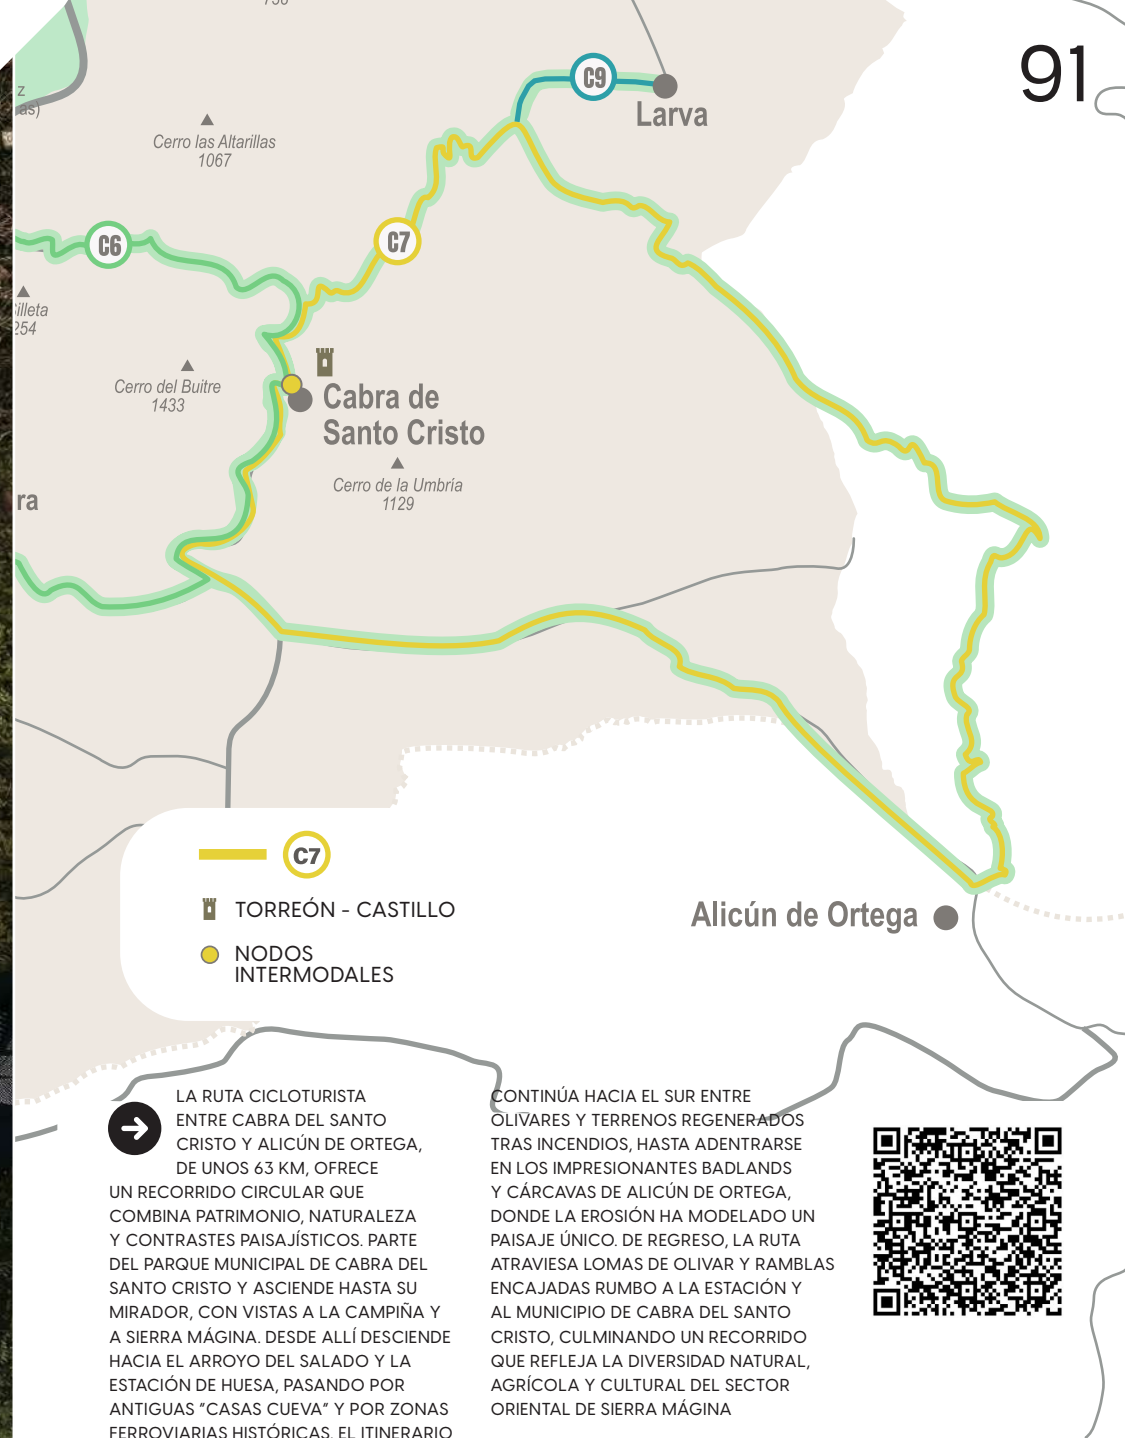 91
C9
Larva
z
as)
Cerro las Altarillas
1067
C6
C7
illeta
254
Cerro del Buitre
1433
Cabra de
Santo Cristo
Cerro de la Umbría
1129
ra
C7
TORREÓN - CASTILLO
NODOS
INTERMODALES
Alicún de Ortega
LA RUTA CICLOTURISTA
ENTRE CABRA DEL SANTO
CRISTO Y ALICÚN DE ORTEGA,
DE UNOS 63 KM, OFRECE
UN RECORRIDO CIRCULAR QUE
COMBINA PATRIMONIO, NATURALEZA
Y CONTRASTES PAISAJÍSTICOS. PARTE
DEL PARQUE MUNICIPAL DE CABRA DEL
SANTO CRISTO Y ASCIENDE HASTA SU
MIRADOR, CON VISTAS A LA CAMPIÑA Y
A SIERRA MÁGINA. DESDE ALLÍ DESCIENDE
HACIA EL ARROYO DEL SALADO Y LA
ESTACIÓN DE HUESA, PASANDO POR
ANTIGUAS “CASAS CUEVA” Y POR ZONAS
FERROVIARIAS HISTÓRICAS. EL ITINERARIO
CONTINÚA HACIA EL SUR ENTRE
OLIVARES Y TERRENOS REGENERADOS
TRAS INCENDIOS, HASTA ADENTRARSE
EN LOS IMPRESIONANTES BADLANDS
Y CÁRCAVAS DE ALICÚN DE ORTEGA,
DONDE LA EROSIÓN HA MODELADO UN
PAISAJE ÚNICO. DE REGRESO, LA RUTA
ATRAVIESA LOMAS DE OLIVAR Y RAMBLAS
ENCAJADAS RUMBO A LA ESTACIÓN Y
AL MUNICIPIO DE CABRA DEL SANTO
CRISTO, CULMINANDO UN RECORRIDO
QUE REFLEJA LA DIVERSIDAD NATURAL,
AGRÍCOLA Y CULTURAL DEL SECTOR
ORIENTAL DE SIERRA MÁGINA